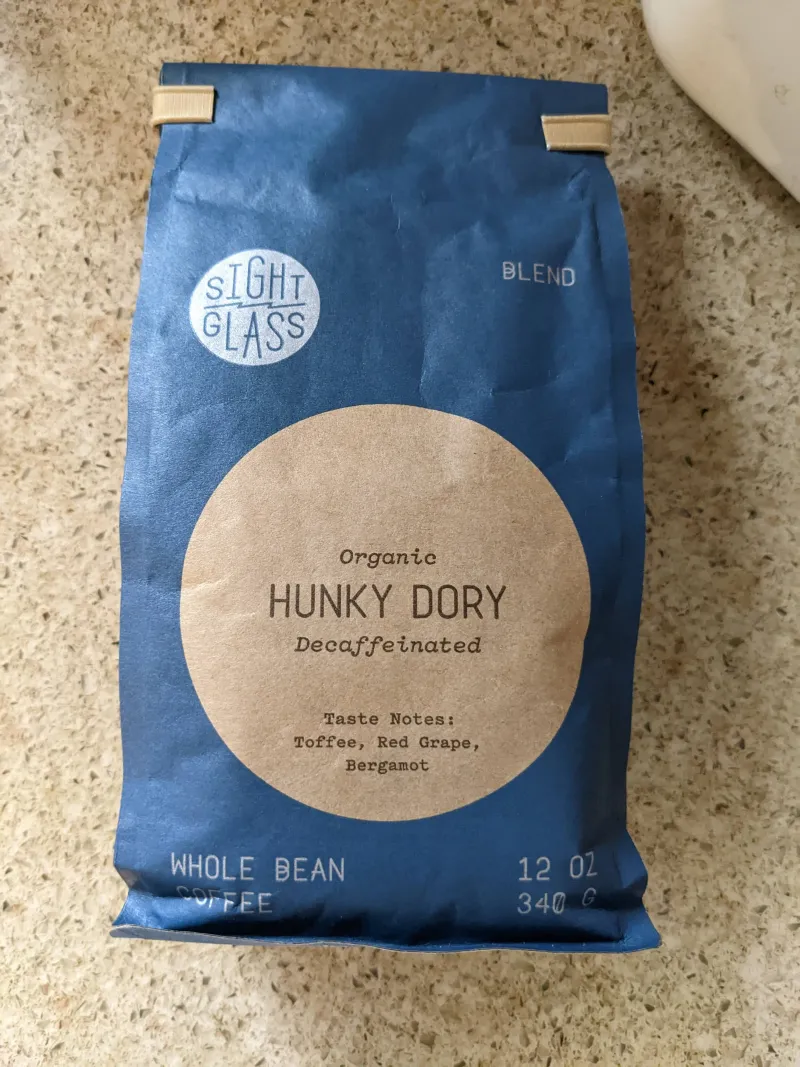 SIGHT
GLASS
BLEND
Organic
HUNKY DORY
Decaffeinated
Taste Notes:
Toffee, Red Grape,
Bergamot
WHOLE BEAN
COFFEE
12 OZ
340 G